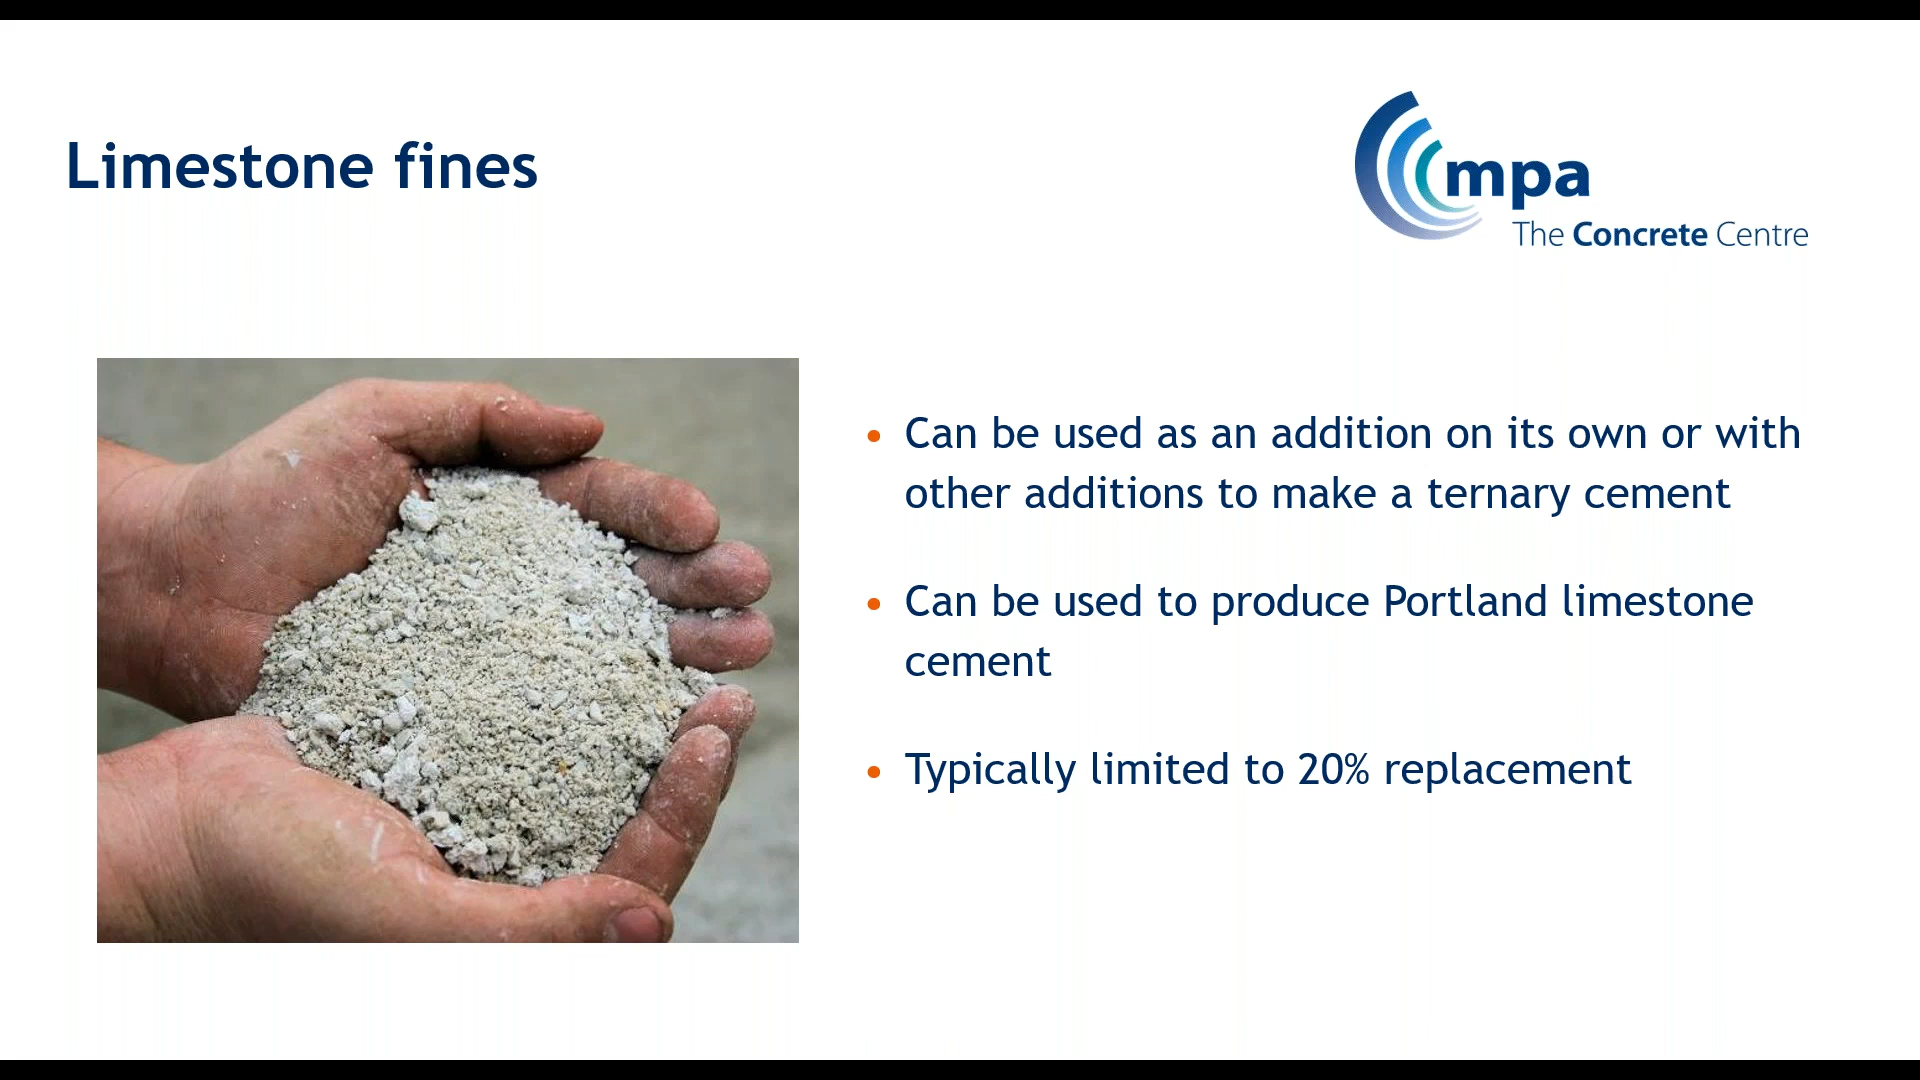 Limestone fines
mpa
The Concrete Centre
• Can be used as an addition on its own or with
other additions to make a ternary cement
• Can be used to produce Portland limestone
cement
• Typically limited to 20% replacement